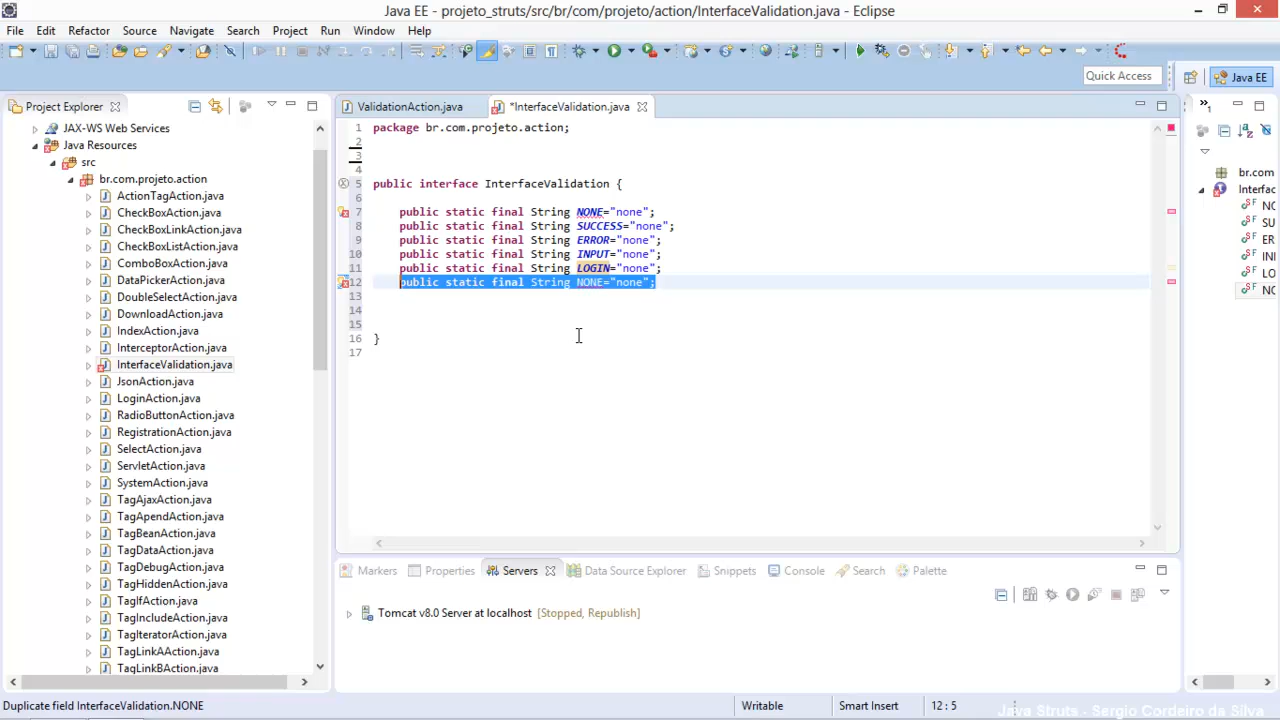 Java EE - projeto_struts/src/br/com/projeto/action/InterfaceValidation.java - Eclipse
File Edit Refactor Source Navigate Search Project Run Window Help
Quick Access
Java EE
Project Explorer
JAX-WS Web Services
Java Resources
src
br.com.projeto.action
ActionTagAction.java
CheckBoxAction.java
CheckBoxLinkAction.java
CheckBoxListAction.java
ComboBoxAction.java
DataPickerAction.java
DoubleSelectAction.java
DownloadAction.java
IndexAction.java
InterceptorAction.java
InterfaceValidation.java
JsonAction.java
LoginAction.java
RadioButtonAction.java
RegistrationAction.java
SelectAction.java
ServletAction.java
SystemAction.java
TagAjaxAction.java
TagApendAction.java
TagBeanAction.java
TagDataAction.java
TagDebugAction.java
TagHiddenAction.java
TagIfAction.java
TagIncludeAction.java
TagIteratorAction.java
TagLinkAAction.java
TagLinkBAction.java
ValidationAction.java
*InterfaceValidation.java
1 package br.com.projeto.action;
2
3
4
5 public interface InterfaceValidation {
6
7 public static final String NONE="none";
8 public static final String SUCCESS="none";
9 public static final String ERROR="none";
10 public static final String INPUT="none";
11 public static final String LOGIN="none";
12 public static final String NONE="none";
13
14
15
16 }
17
br.com
Interfac
NC
SU
ER
INI
LO
NC
Markers Properties Servers Data Source Explorer Snippets Console Search Palette
Tomcat v8.0 Server at localhost [Stopped, Republish]
Duplicate field InterfaceValidation.NONE
Writable
Smart Insert
12 : 5
Java Struts - Sergio Cordeiro da Silva